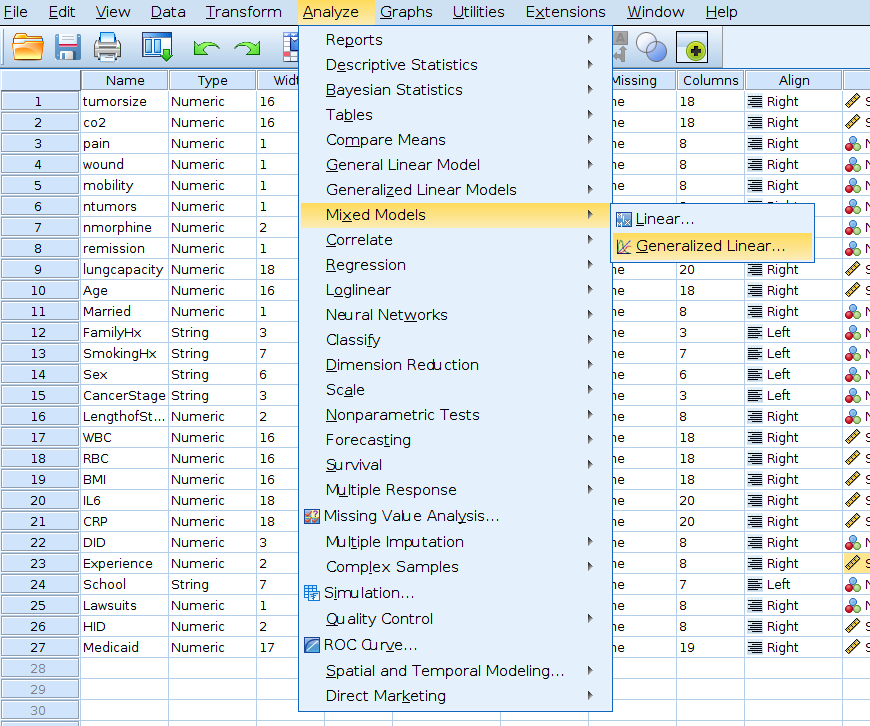 File Edit View Data Transform Analyze Graphs Utilities Extensions Window Help
Name Type Missing Columns Align
1 tumorsize Numeric 16 ne 18 Right
2 co2 Numeric 16 ne 18 Right
3 pain Numeric 1 ne 8 Right
4 wound Numeric 1 ne 8 Right
5 mobility Numeric 1 ne 8 Right
6 ntumors Numeric 1
7 nmorphine Numeric 2
8 remission Numeric 1
9 lungcapacity Numeric 18 ne 20 Right
10 Age Numeric 16 ne 18 Right
11 Married Numeric 1 ne 8 Right
12 FamilyHx String 3 ne 3 Left
13 SmokingHx String 7 ne 7 Left
14 Sex String 6 ne 6 Left
15 CancerStage String 3 ne 3 Left
16 LengthofSt... Numeric 2 ne 8 Right
17 WBC Numeric 16 ne 18 Right
18 RBC Numeric 16 ne 18 Right
19 BMI Numeric 16 ne 18 Right
20 IL6 Numeric 18 ne 20 Right
21 CRP Numeric 18 ne 20 Right
22 DID Numeric 3 ne 8 Right
23 Experience Numeric 2 ne 8 Right
24 School String 7 ne 7 Left
25 Lawsuits Numeric 1 ne 8 Right
26 HID Numeric 2 ne 8 Right
27 Medicaid Numeric 17 ne 19 Right
28
29
30
Reports
Descriptive Statistics
Bayesian Statistics
Tables
Compare Means
General Linear Model
Generalized Linear Models
Mixed Models
Correlate
Regression
Loglinear
Neural Networks
Classify
Dimension Reduction
Scale
Nonparametric Tests
Forecasting
Survival
Multiple Response
Missing Value Analysis...
Multiple Imputation
Complex Samples
Simulation...
Quality Control
ROC Curve...
Spatial and Temporal Modeling...
Direct Marketing
Linear...
Generalized Linear...